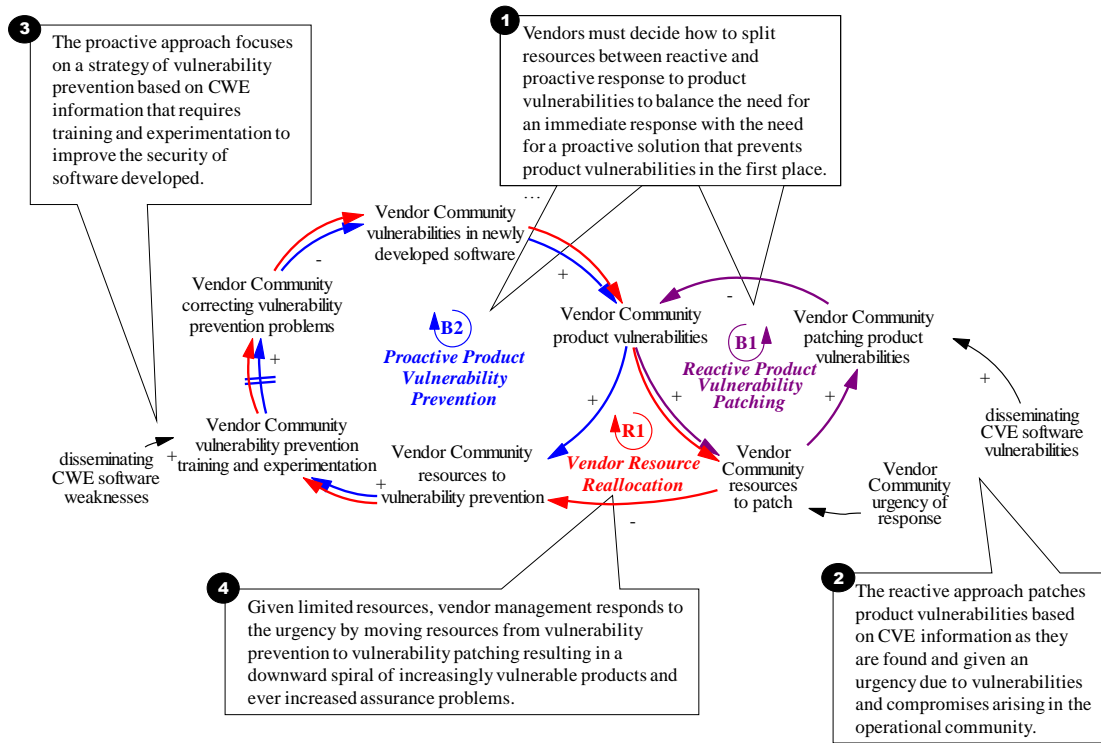 3
The proactive approach focuses
on a strategy of vulnerability
prevention based on CWE
information that requires
training and experimentation to
improve the security of
software developed.
1
Vendors must decide how to split
resources between reactive and
proactive response to product
vulnerabilities to balance the need for
an immediate response with the need
for a proactive solution that prevents
product vulnerabilities in the first place.
...
Vendor Community
vulnerabilities in newly
developed software
-
+
Vendor Community
correcting vulnerability
prevention problems
B2
Proactive Product
Vulnerability
Prevention
Vendor Community
product vulnerabilities
-
B1
Reactive Product
Vulnerability
Patching
Vendor Community
patching product
vulnerabilities
+
+
+
+
+
Vendor Community
vulnerability prevention
training and experimentation
+
disseminating
CWE software
weaknesses
+
Vendor Community
resources to
vulnerability prevention
R1
Vendor Resource
Reallocation
-
Vendor
Community
resources
to patch
Vendor
Community
urgency of
response
disseminating
CVE software
vulnerabilities
4
Given limited resources, vendor management responds to
the urgency by moving resources from vulnerability
prevention to vulnerability patching resulting in a
downward spiral of increasingly vulnerable products and
ever increased assurance problems.
2
The reactive approach patches
product vulnerabilities based
on CVE information as they
are found and given an
urgency due to vulnerabilities
and compromises arising in the
operational community.